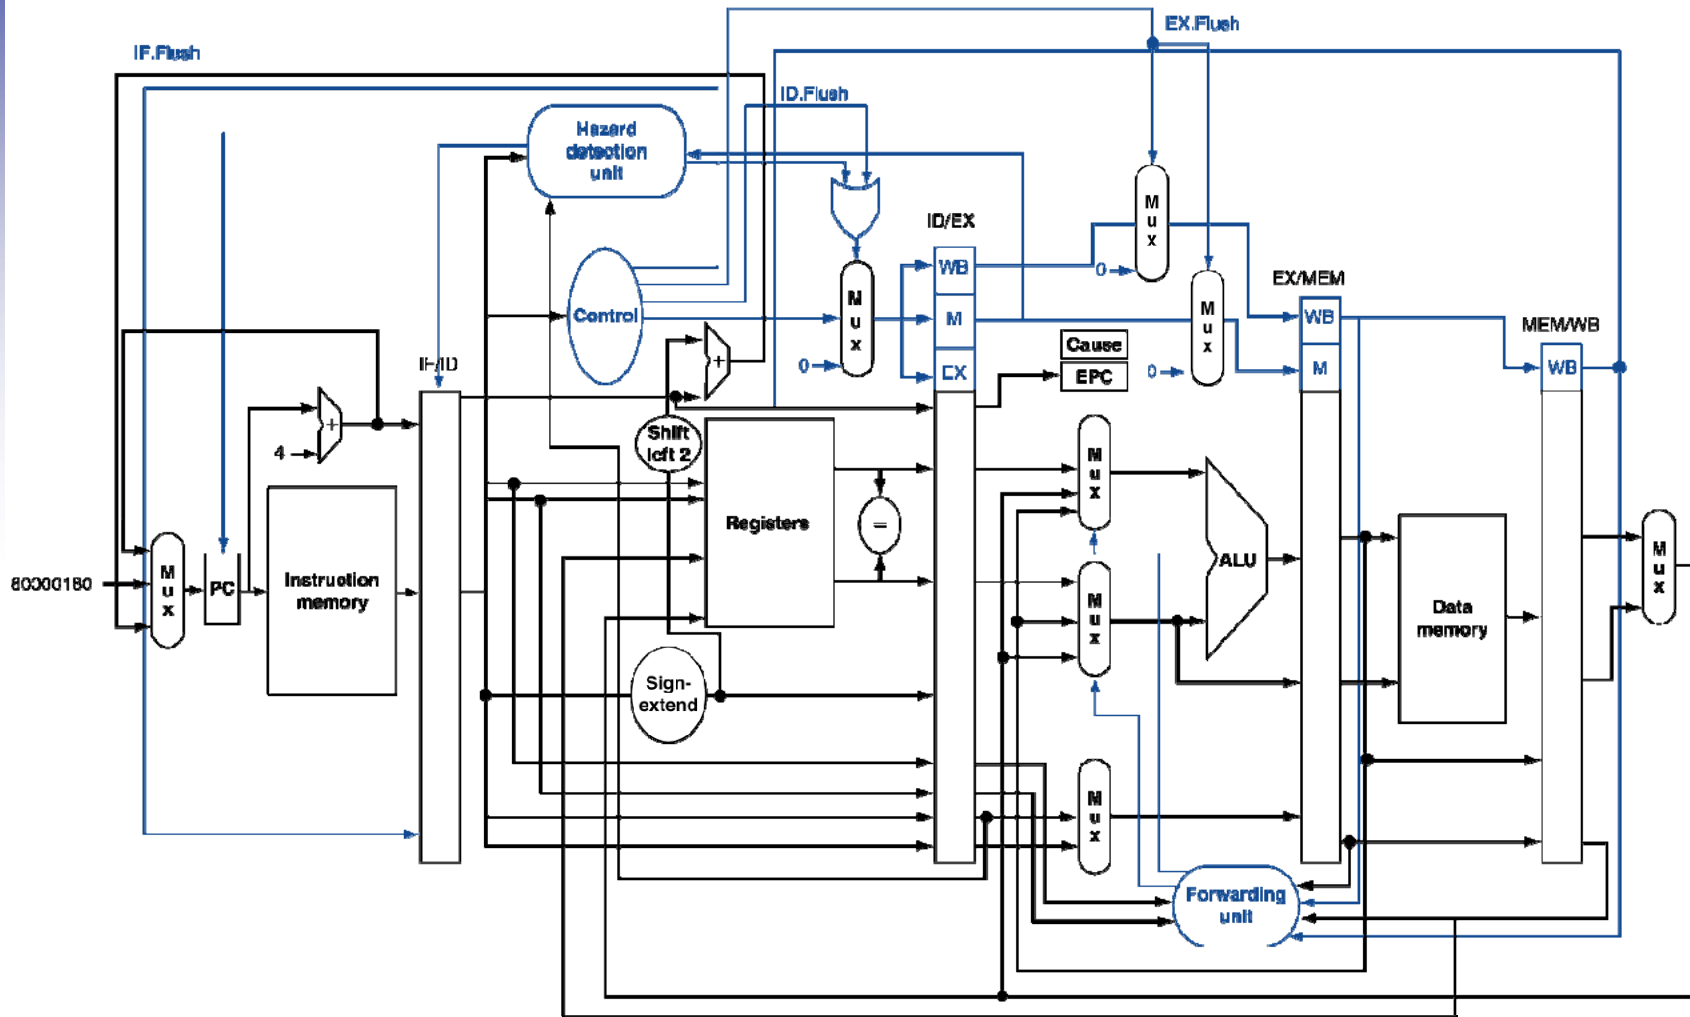 IF.Flush
EX.Flush
ID.Flush
Hazard
detection
unit
ID/EX
WB
M
EX
Control
M
u
x
0
M
u
x
0
M
u
x
0
EX/MEM
WB
M
MEM/WB
WB
Cause
EPC
IF/ID
+
+
4
Shift
left 2
Registers
=
M
u
x
M
u
x
M
u
x
ALU
80000180
M
u
x
PC
Instruction
memory
Data
memory
M
u
x
Sign-
extend
Forwarding
unit